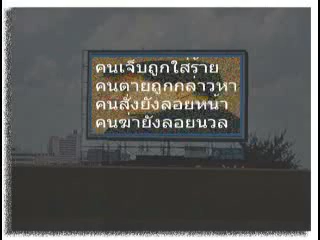 คนเจ็บถูกใส่ร้าย
คนตายถูกกล่าวหา
คนสั่งยังลอยหน้า
คนฆ่ายังลอยนวล